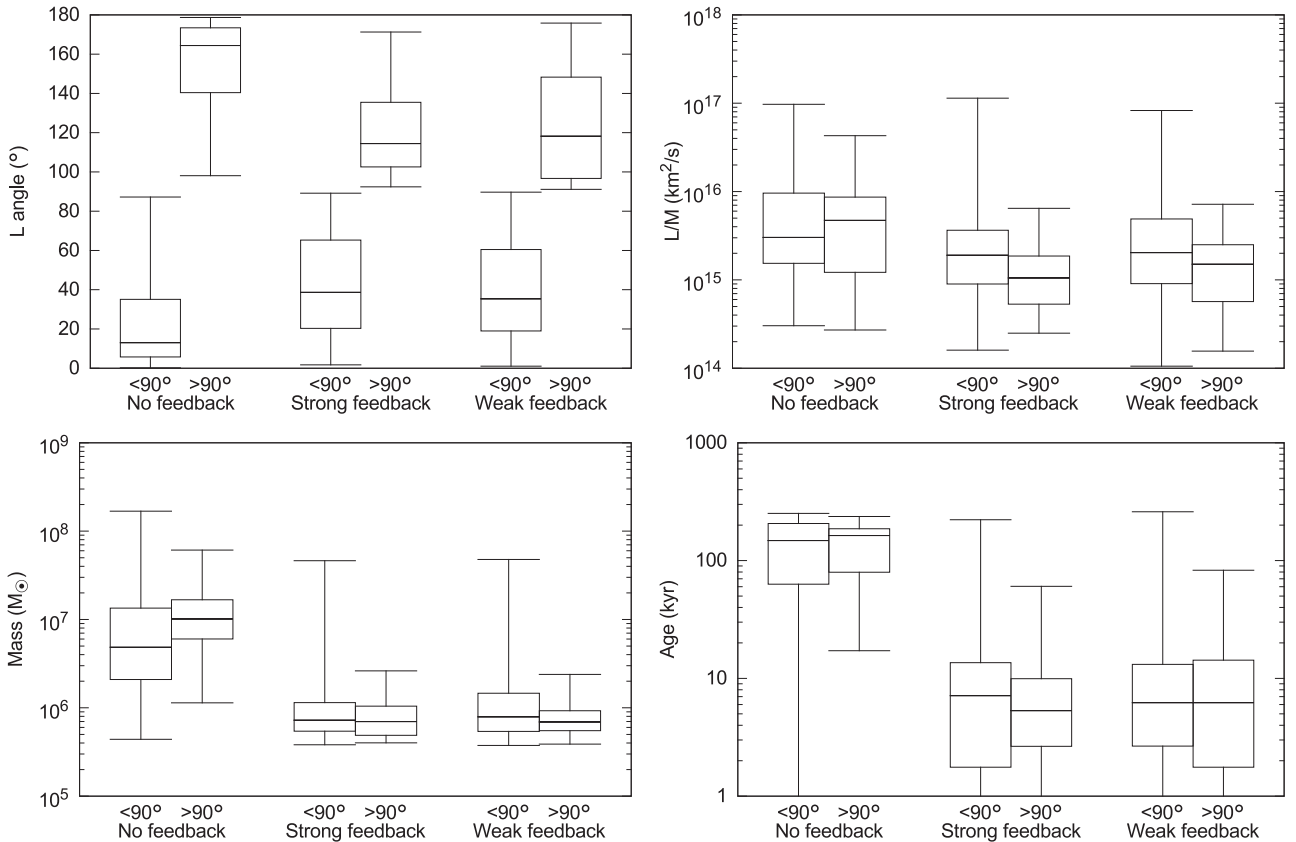 180
160
140
120
100
80
60
40
20
0
L angle (°)
<90° >90° <90° >90° <90° >90°
No feedback Strong feedback Weak feedback
10^18
10^17
10^16
10^15
10^14
L/M (km²/s)
<90° >90° <90° >90° <90° >90°
No feedback Strong feedback Weak feedback
10^9
10^8
10^7
10^6
10^5
Mass (M☉)
<90° >90° <90° >90° <90° >90°
No feedback Strong feedback Weak feedback
1000
100
10
1
Age (kyr)
<90° >90° <90° >90° <90° >90°
No feedback Strong feedback Weak feedback